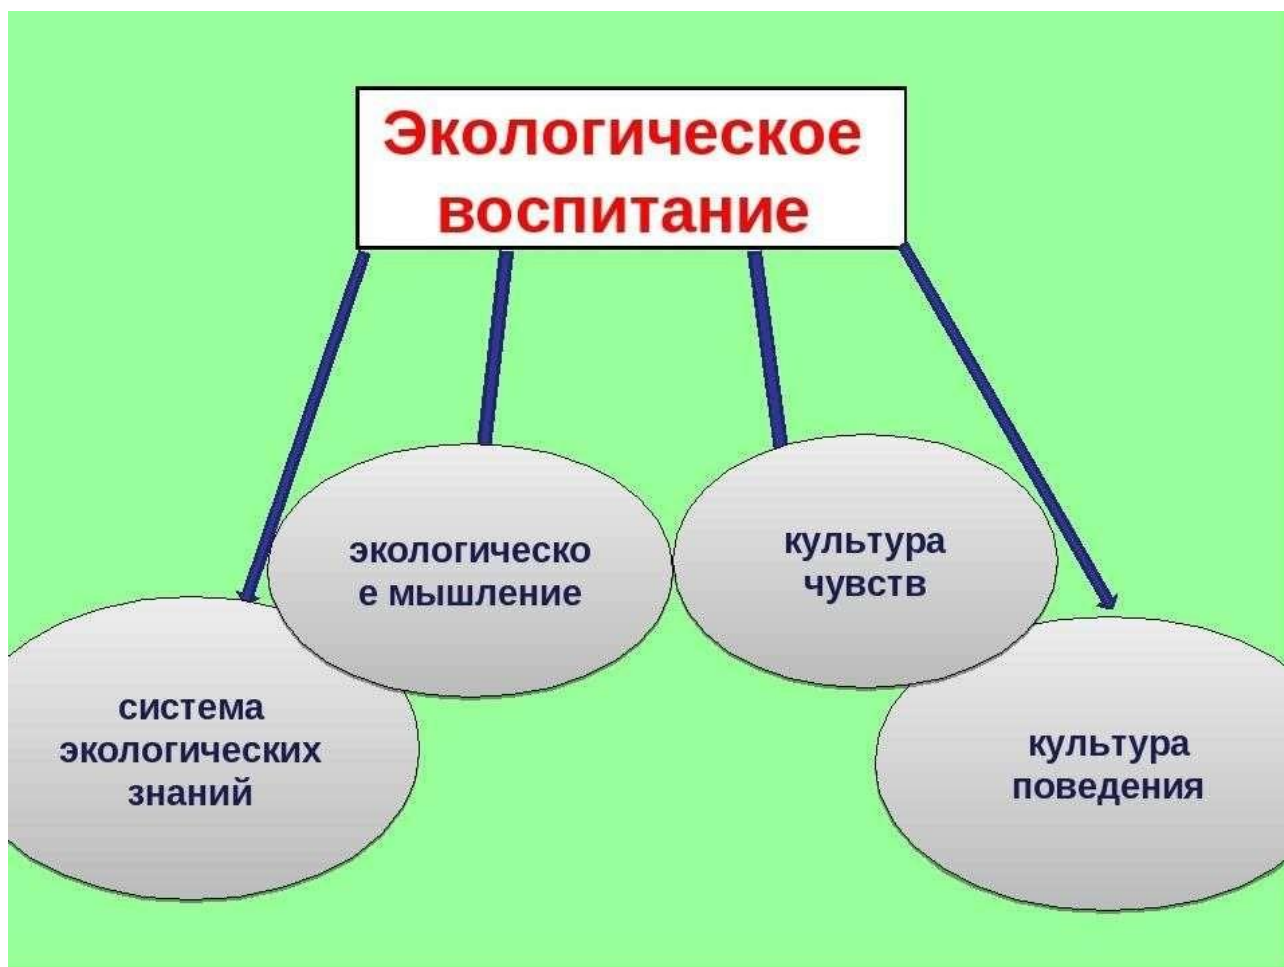 Экологическое
воспитание
экологическо
е мышление
культура
чувств
система
экологических
знаний
культура
поведения